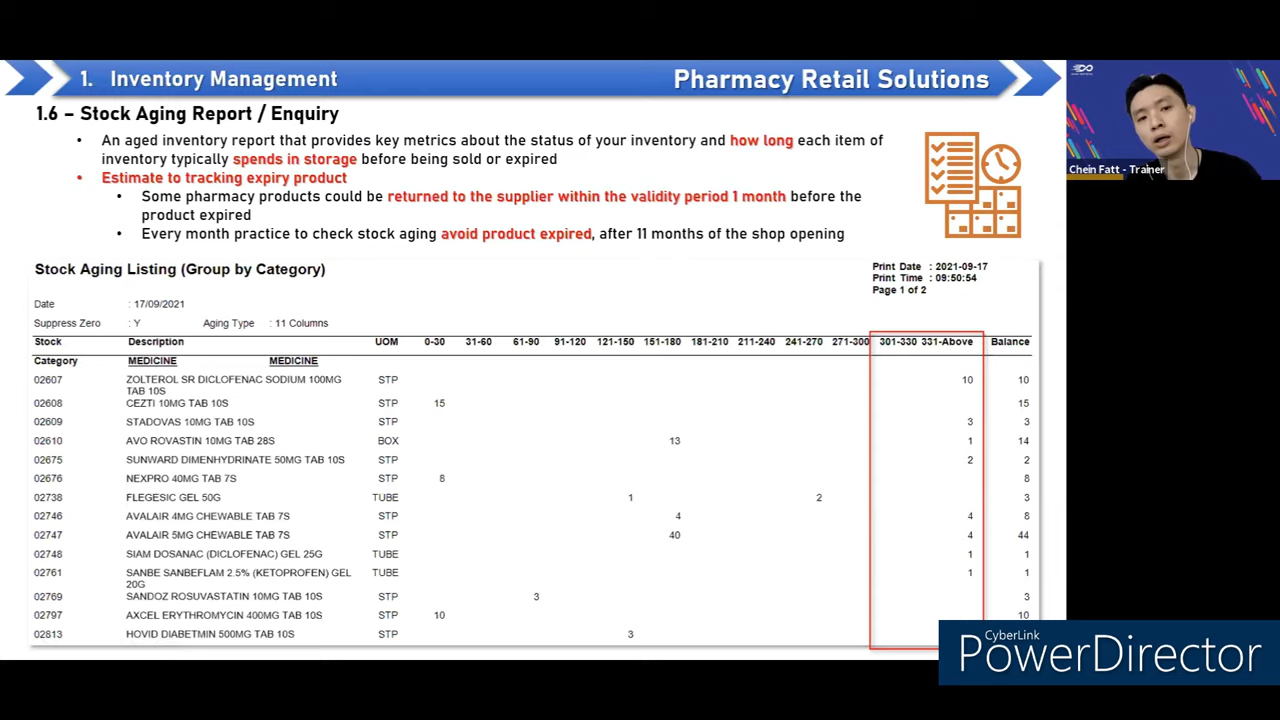 1. Inventory Management
Pharmacy Retail Solutions
1.6 – Stock Aging Report / Enquiry
• An aged inventory report that provides key metrics about the status of your inventory and how long each item of
inventory typically spends in storage before being sold or expired
• Estimate to tracking expiry product
• Some pharmacy products could be returned to the supplier within the validity period 1 month before the
product expired
• Every month practice to check stock aging avoid product expired, after 11 months of the shop opening
Chein Fatt - Trainer
Stock Aging Listing (Group by Category)
Print Date : 2021-09-17
Print Time : 09:50:54
Page 1 of 2
Date : 17/09/2021
Suppress Zero : Y Aging Type : 11 Columns
Stock Description UOM 0-30 31-60 61-90 91-120 121-150 151-180 181-210 211-240 241-270 271-300 301-330 331-Above Balance
Category MEDICINE MEDICINE
02607 ZOLTEROL SR DICLOFENAC SODIUM 100MG STP 10 10
TAB 10S
02608 CEZTI 10MG TAB 10S STP 15 15
02609 STADOVAS 10MG TAB 10S STP 3 3
02610 AVO ROVASTIN 10MG TAB 28S BOX 13 1 14
02675 SUNWARD DIMENHYDRINATE 50MG TAB 10S STP 2 2
02676 NEXPRO 40MG TAB 7S STP 8 8
02738 FLEGESIC GEL 50G TUBE 1 2 3
02746 AVALAIR 4MG CHEWABLE TAB 7S STP 4 4 8
02747 AVALAIR 5MG CHEWABLE TAB 7S STP 40 4 44
02748 SIAM DOSANAC (DICLOFENAC) GEL 25G TUBE 1 1
02761 SANBE SANBEFLAM 2.5% (KETOPROFEN) GEL TUBE 1 1
20G
02769 SANDOZ ROSUVASTATIN 10MG TAB 10S STP 3 3
02797 AXCEL ERYTHROMYCIN 400MG TAB 10S STP 10 10
02813 HOVID DIABETMIN 500MG TAB 10S STP 3
CyberLink
PowerDirector